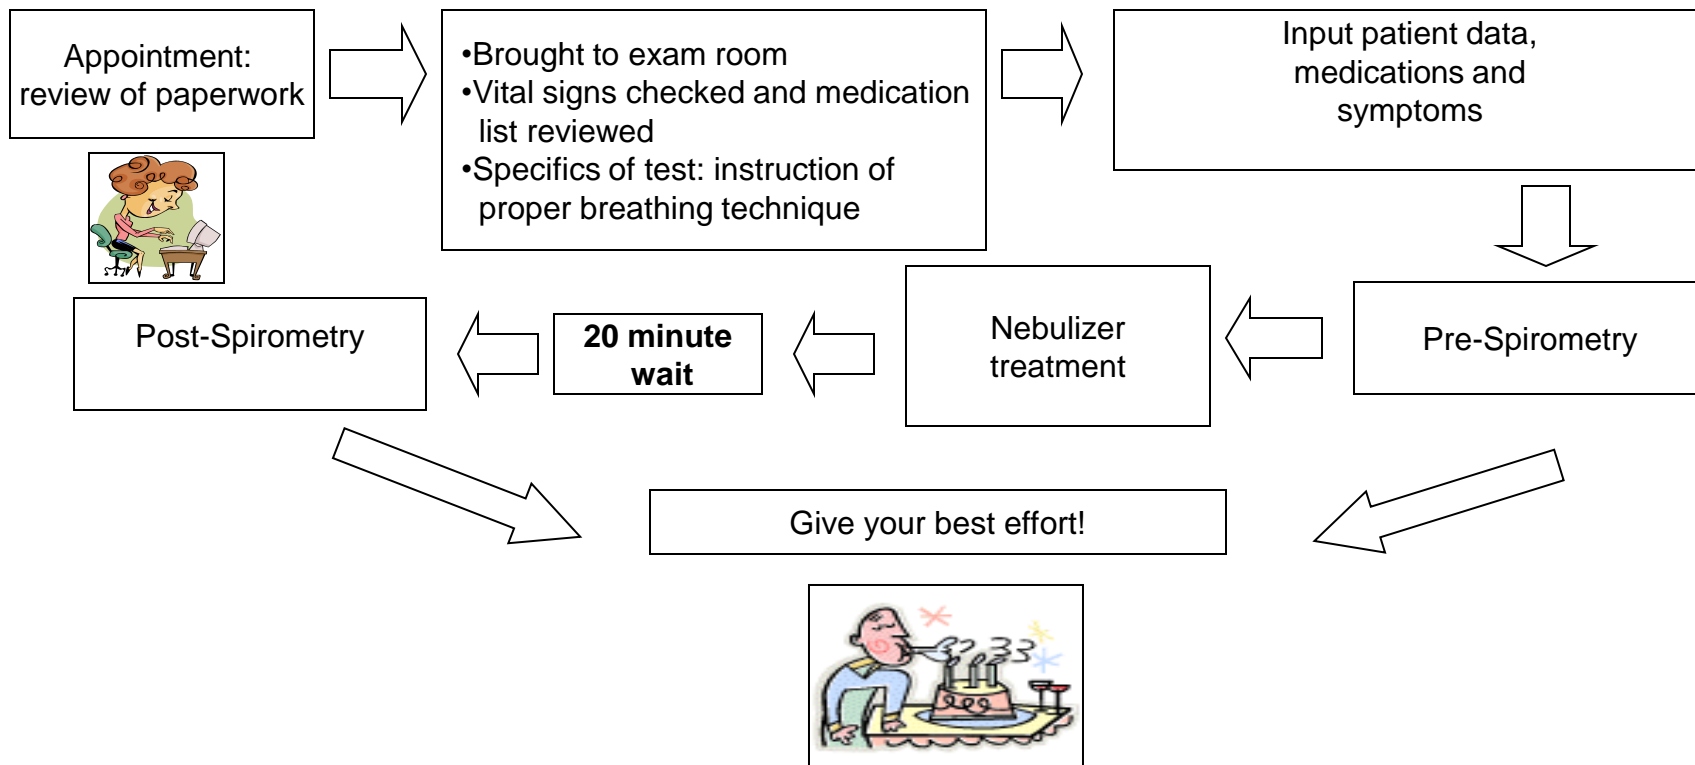 Appointment:
review of paperwork
•Brought to exam room
•Vital signs checked and medication
list reviewed
•Specifics of test: instruction of
proper breathing technique
Input patient data,
medications and
symptoms
Post-Spirometry
20 minute
wait
Nebulizer
treatment
Pre-Spirometry
Give your best effort!